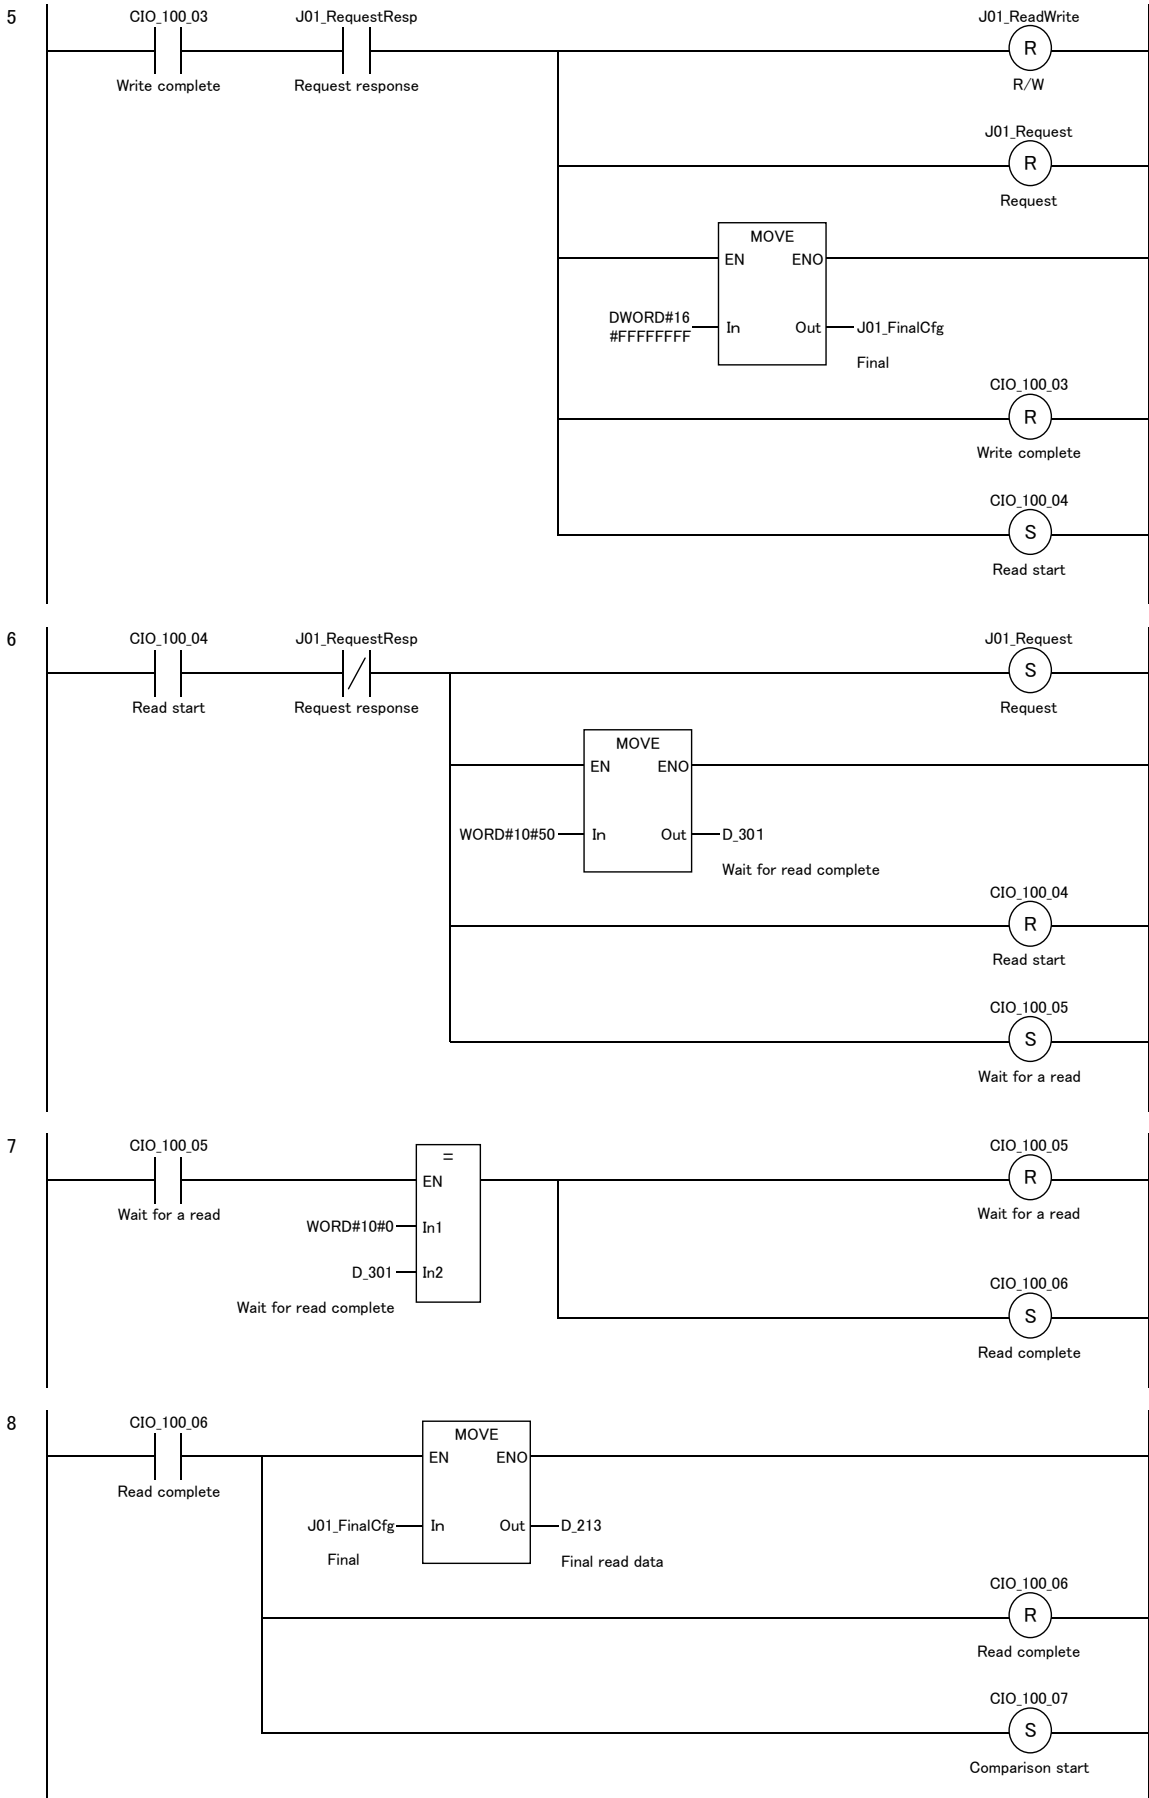 5
CIO_100_03
J01_RequestResp
J01_ReadWrite
R
Write complete
Request response
R/W
J01_Request
R
Request
MOVE
EN
ENO
DWORD#16
#FFFFFFFF
In
Out
J01_FinalCfg
Final
CIO_100_03
R
Write complete
CIO_100_04
S
Read start
6
CIO_100_04
J01_RequestResp
J01_Request
S
Read start
Request response
Request
MOVE
EN
ENO
WORD#10#50
In
Out
D_301
Wait for read complete
CIO_100_04
R
Read start
CIO_100_05
S
Wait for a read
7
CIO_100_05
=
CIO_100_05
EN
R
Wait for a read
Wait for a read
WORD#10#0
In1
D_301
In2
Wait for read complete
CIO_100_06
S
Read complete
8
CIO_100_06
MOVE
EN
ENO
Read complete
J01_FinalCfg
In
Out
D_213
Final
Final read data
CIO_100_06
R
Read complete
CIO_100_07
S
Comparison start